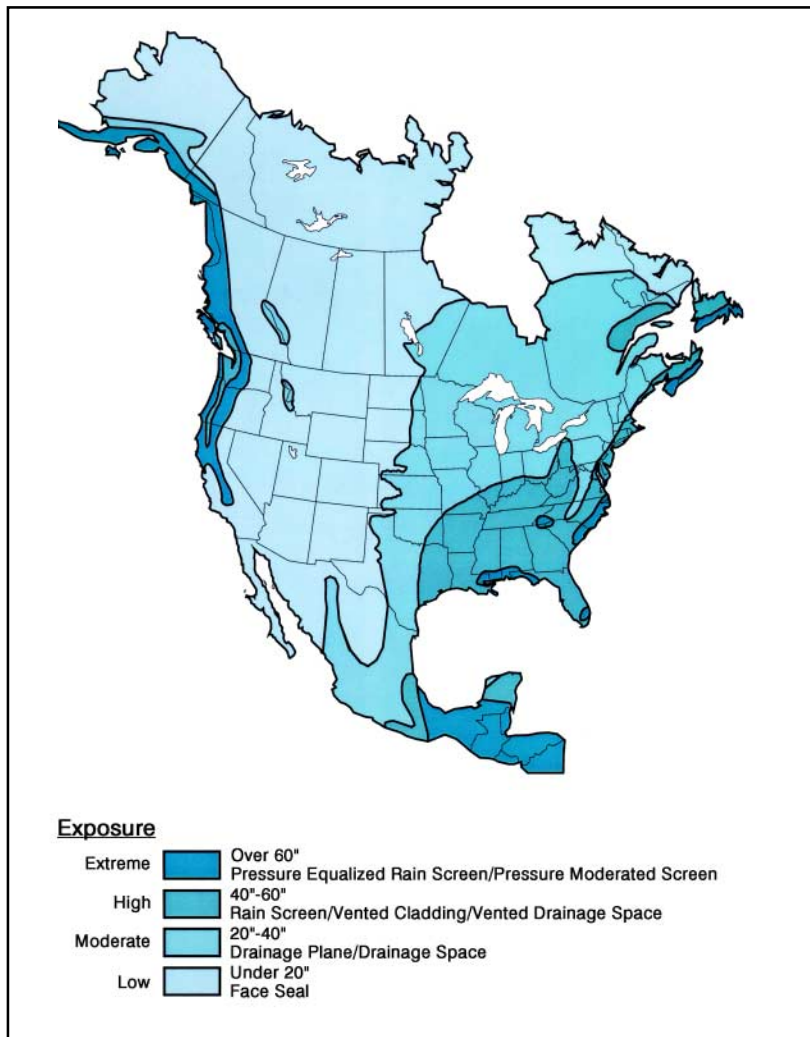 Exposure
Extreme
Over 60"
Pressure Equalized Rain Screen/Pressure Moderated Screen
High
40"-60"
Rain Screen/Vented Cladding/Vented Drainage Space
Moderate
20"-40"
Drainage Plane/Drainage Space
Low
Under 20"
Face Seal